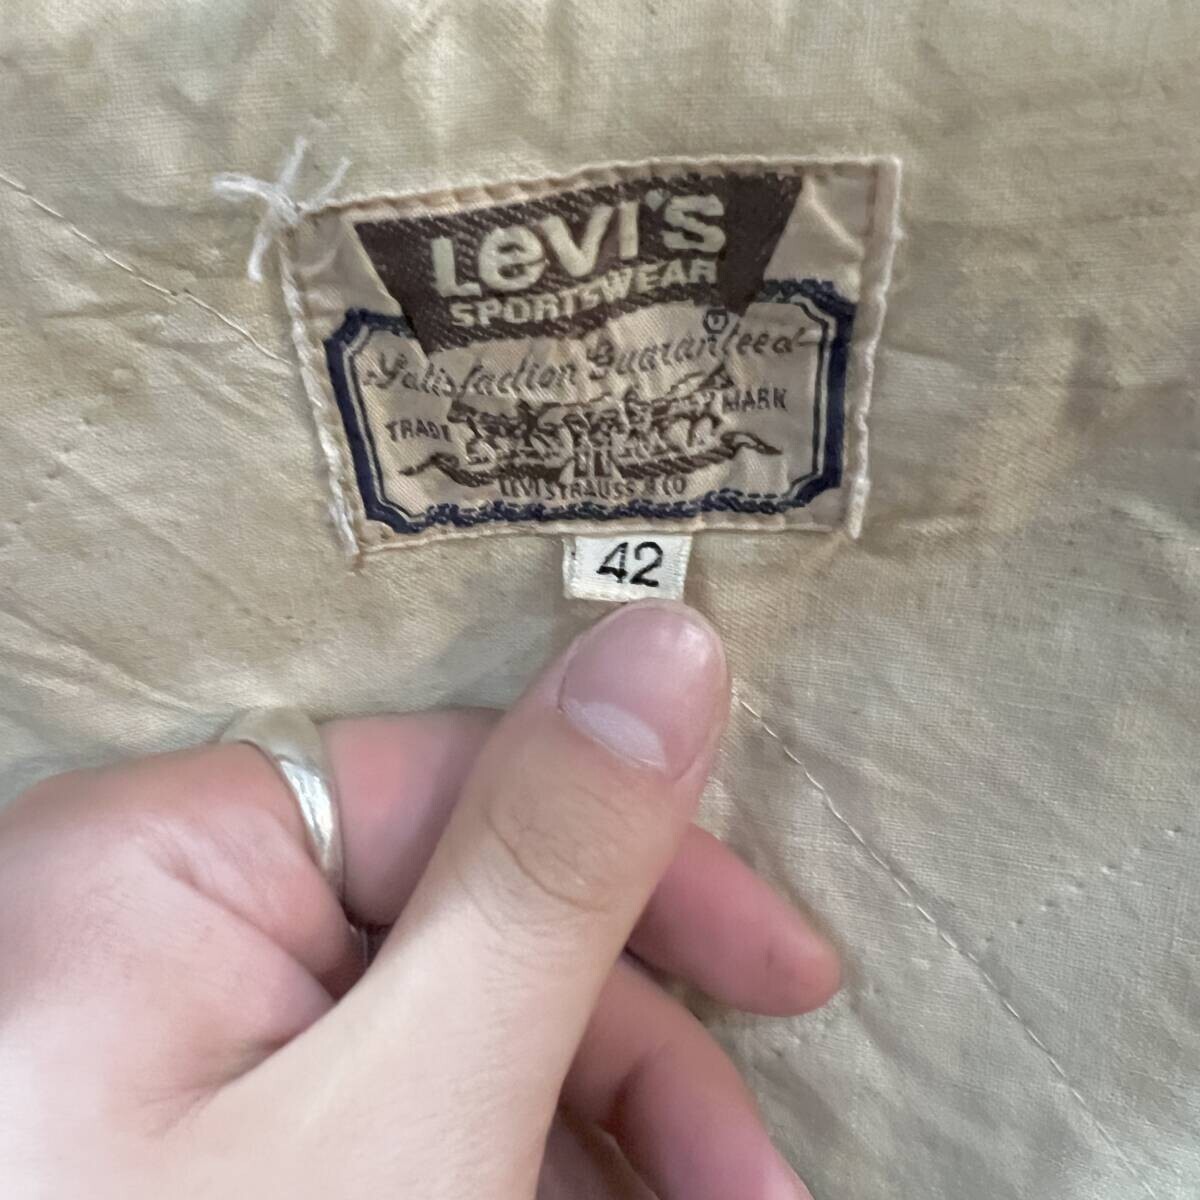 Levi's
SPORTSWEAR
Satisfaction Guaranteed
TRADE MARK
LEVI STRAUSS & CO
42